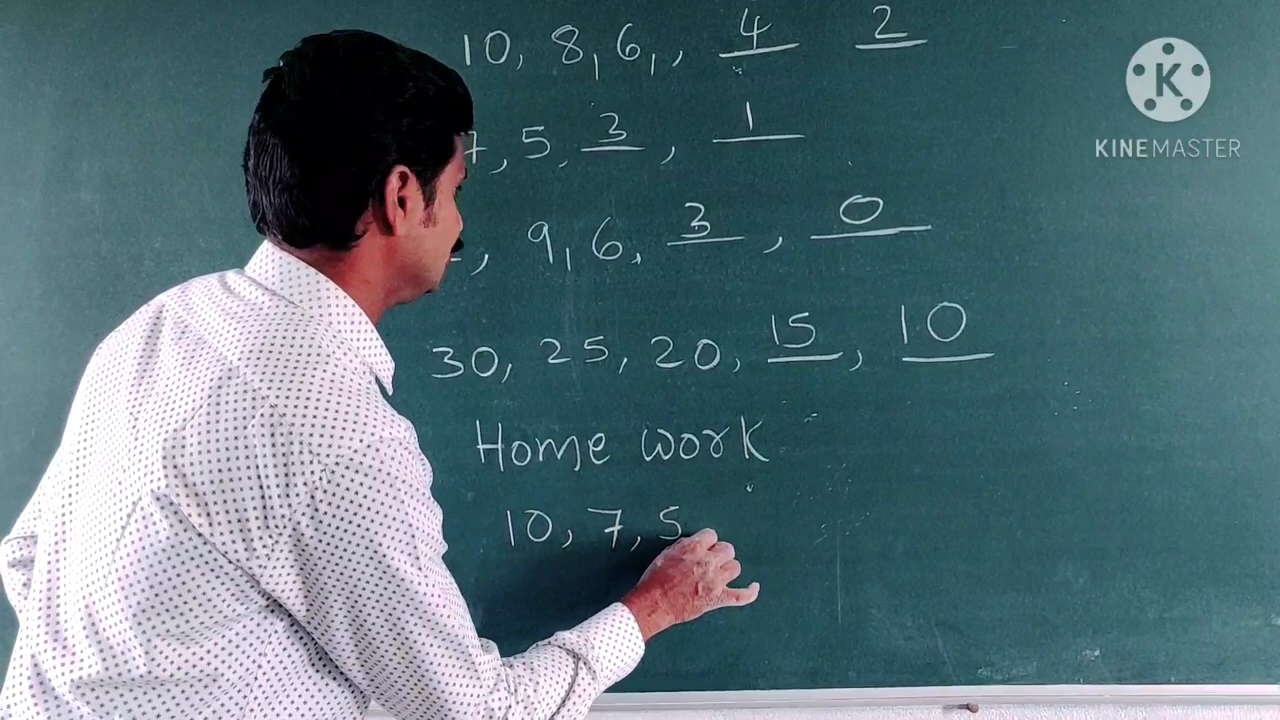 10, 8, 6, , 4 2
7, 5, 3, 1
, 9, 6, 3, 0
30, 25, 20, 15, 10
Home work
10, 7, 5
K
KINEMASTER